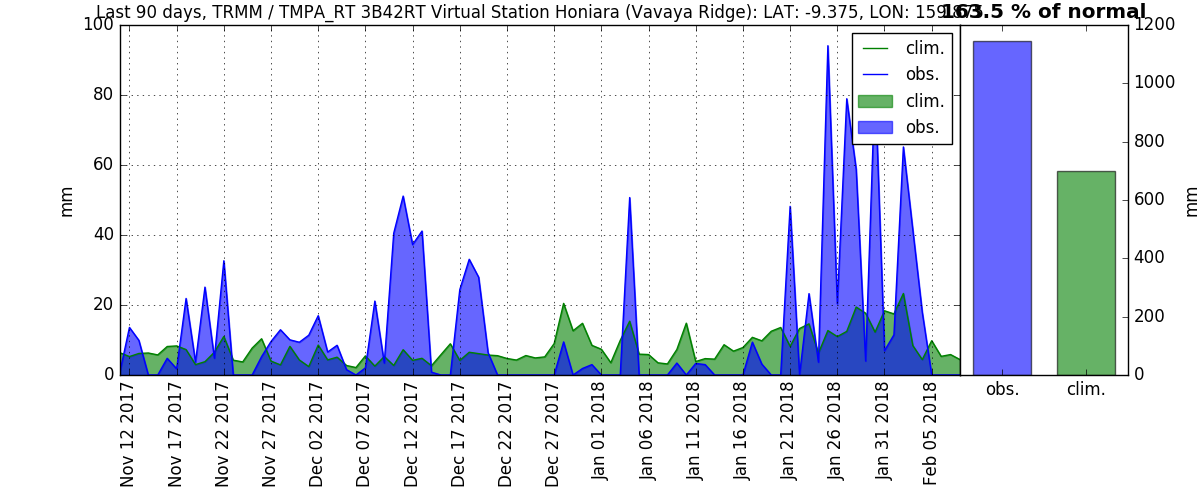 Last 90 days, TRMM / TMPA_RT 3B42RT Virtual Station Honiara (Vavaya Ridge): LAT: -9.375, LON:
163.5 % of normal
100
80
60
40
20
0
mm
clim.
obs.
clim.
obs.
1200
1000
800
600
400
200
0
mm
obs.
clim.
Nov 12 2017
Nov 17 2017
Nov 22 2017
Nov 27 2017
Dec 02 2017
Dec 07 2017
Dec 12 2017
Dec 17 2017
Dec 22 2017
Dec 27 2017
Jan 01 2018
Jan 06 2018
Jan 11 2018
Jan 16 2018
Jan 21 2018
Jan 26 2018
Jan 31 2018
Feb 05 2018